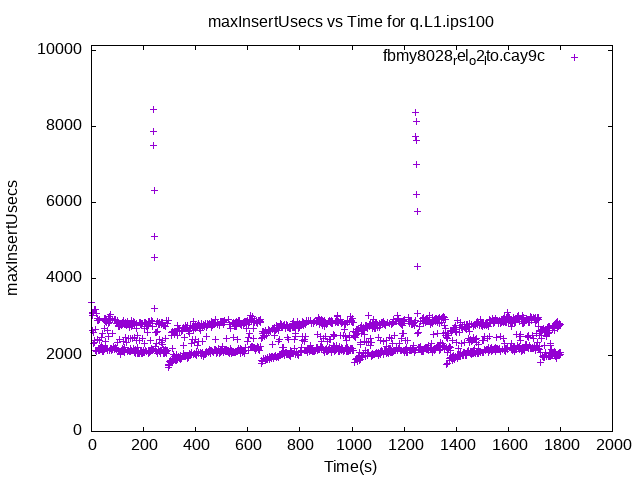 maxInsertUsecs vs Time for q.L1.ips100
fbmy8028relo2lto.cay9c
maxInsertUsecs
10000
8000
6000
4000
2000
0
0 200 400 600 800 1000 1200 1400 1600 1800 2000
Time(s)